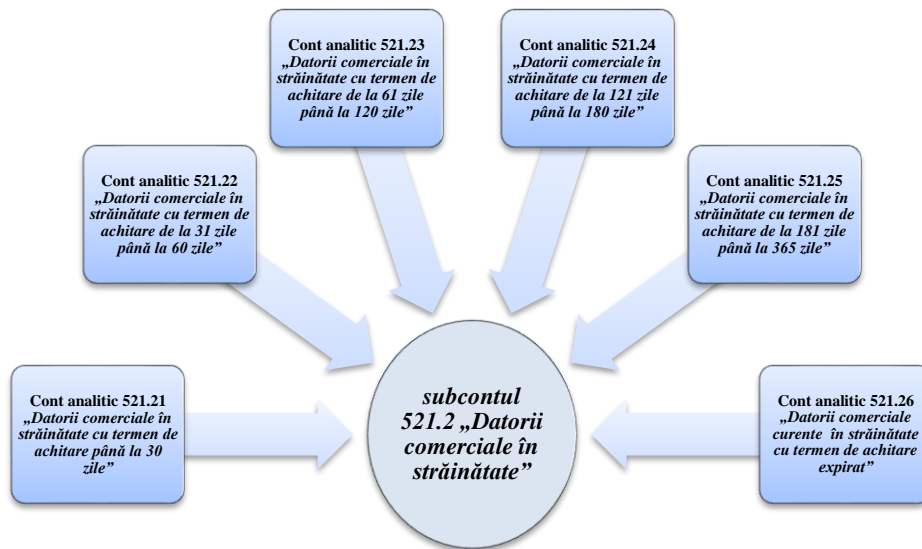 Cont analitic 521.23
„Datorii comerciale în
străinătate cu termen de
achitare de la 61 zile
până la 120 zile”
Cont analitic 521.24
„Datorii comerciale în
străinătate cu termen de
achitare de la 121 zile
până la 180 zile”
Cont analitic 521.22
„Datorii comerciale în
străinătate cu termen de
achitare de la 31 zile
până la 60 zile”
Cont analitic 521.25
„Datorii comerciale în
străinătate cu termen de
achitare de la 181 zile
până la 365 zile”
Cont analitic 521.21
„Datorii comerciale în
străinătate cu termen de
achitare până la 30
zile”
subcontul
521.2 „Datorii
comerciale în
străinătate”
Cont analitic 521.26
„Datorii comerciale
curente în străinătate
cu termen de achitare
expirat”